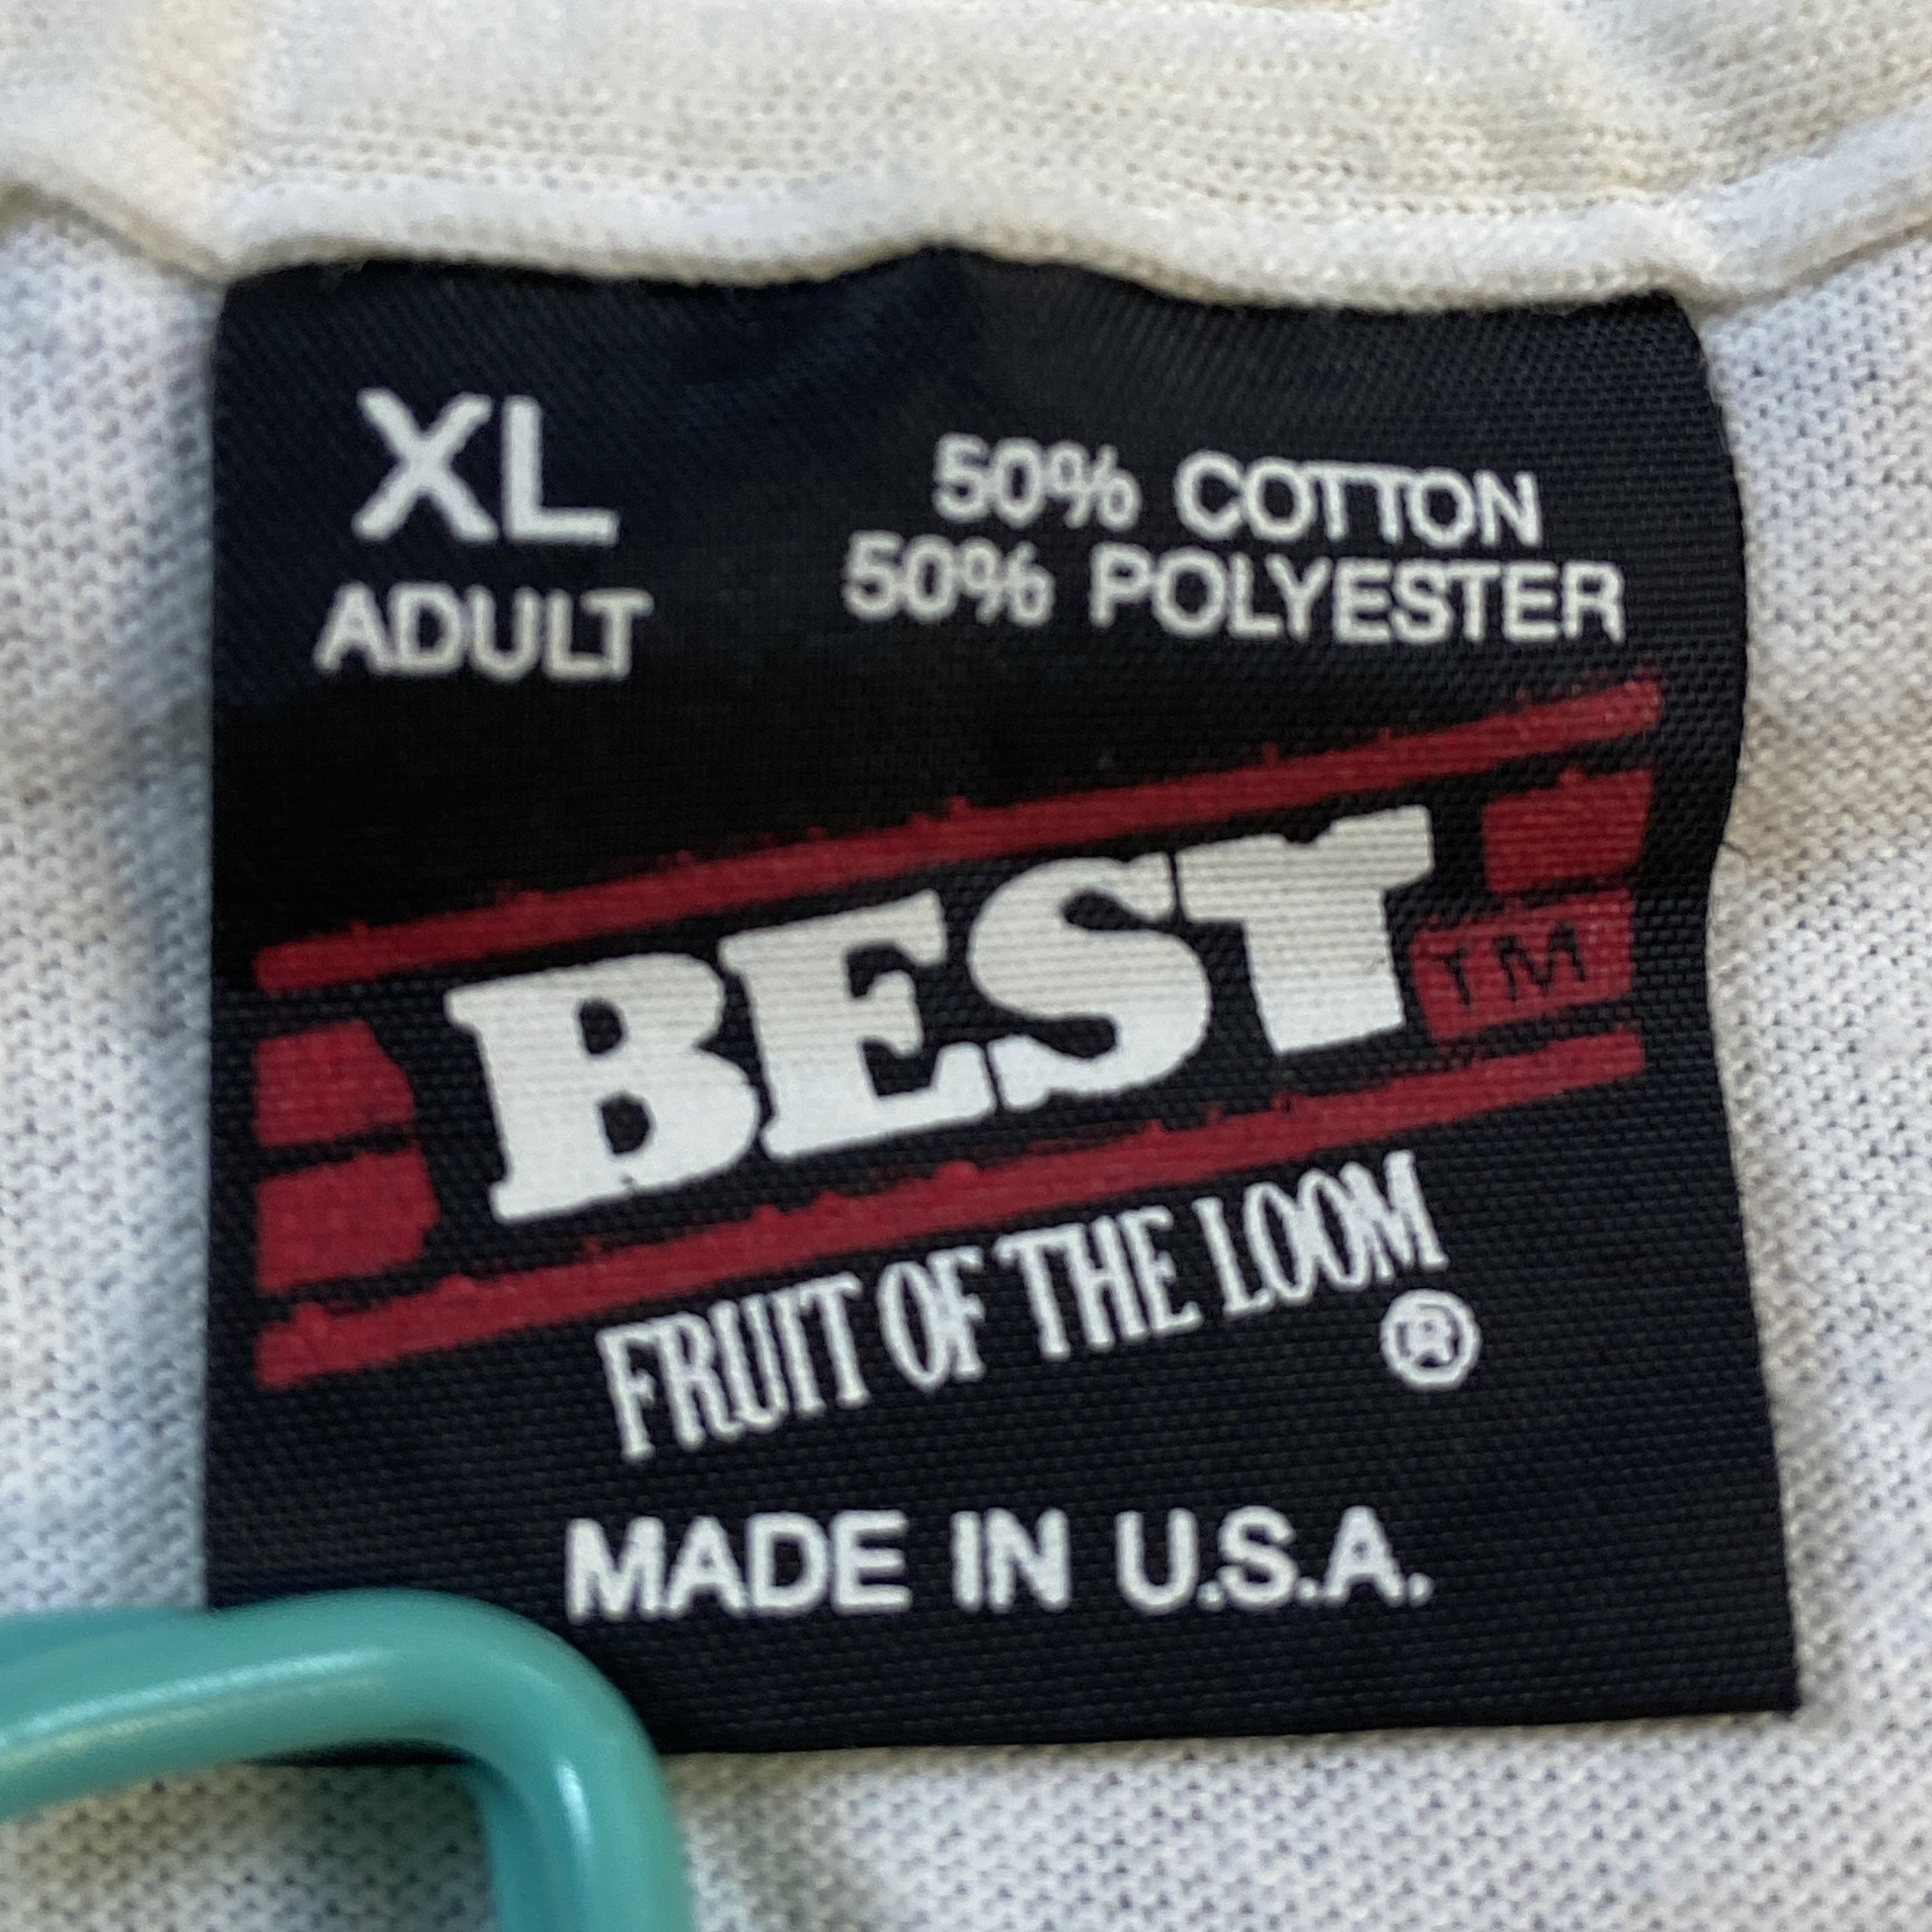 XL
ADULT
50% COTTON
50% POLYESTER
BEST TM
FRUIT OF THE LOOM
®
MADE IN U.S.A.